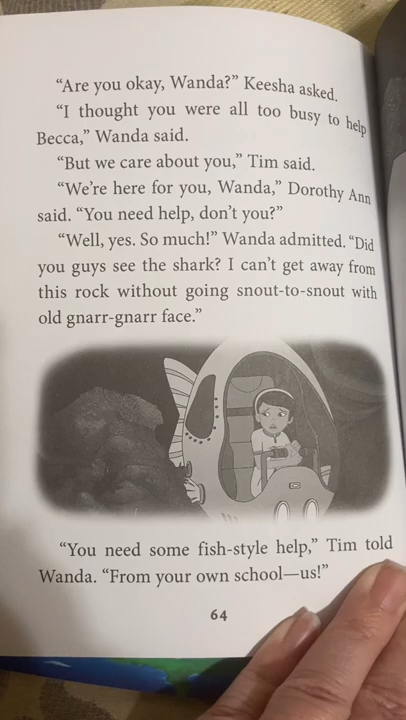 “Are you okay, Wanda?” Keesha asked.
“I thought you were all too busy to help
Becca,” Wanda said.
“But we care about you,” Tim said.
“We’re here for you, Wanda,” Dorothy Ann
said. “You need help, don’t you?”
“Well, yes. So much!” Wanda admitted. “Did
you guys see the shark? I can’t get away from
this rock without going snout-to-snout with
old gnarr-gnarr face.”
“You need some fish-style help,” Tim told
Wanda. “From your own school—us!”
64